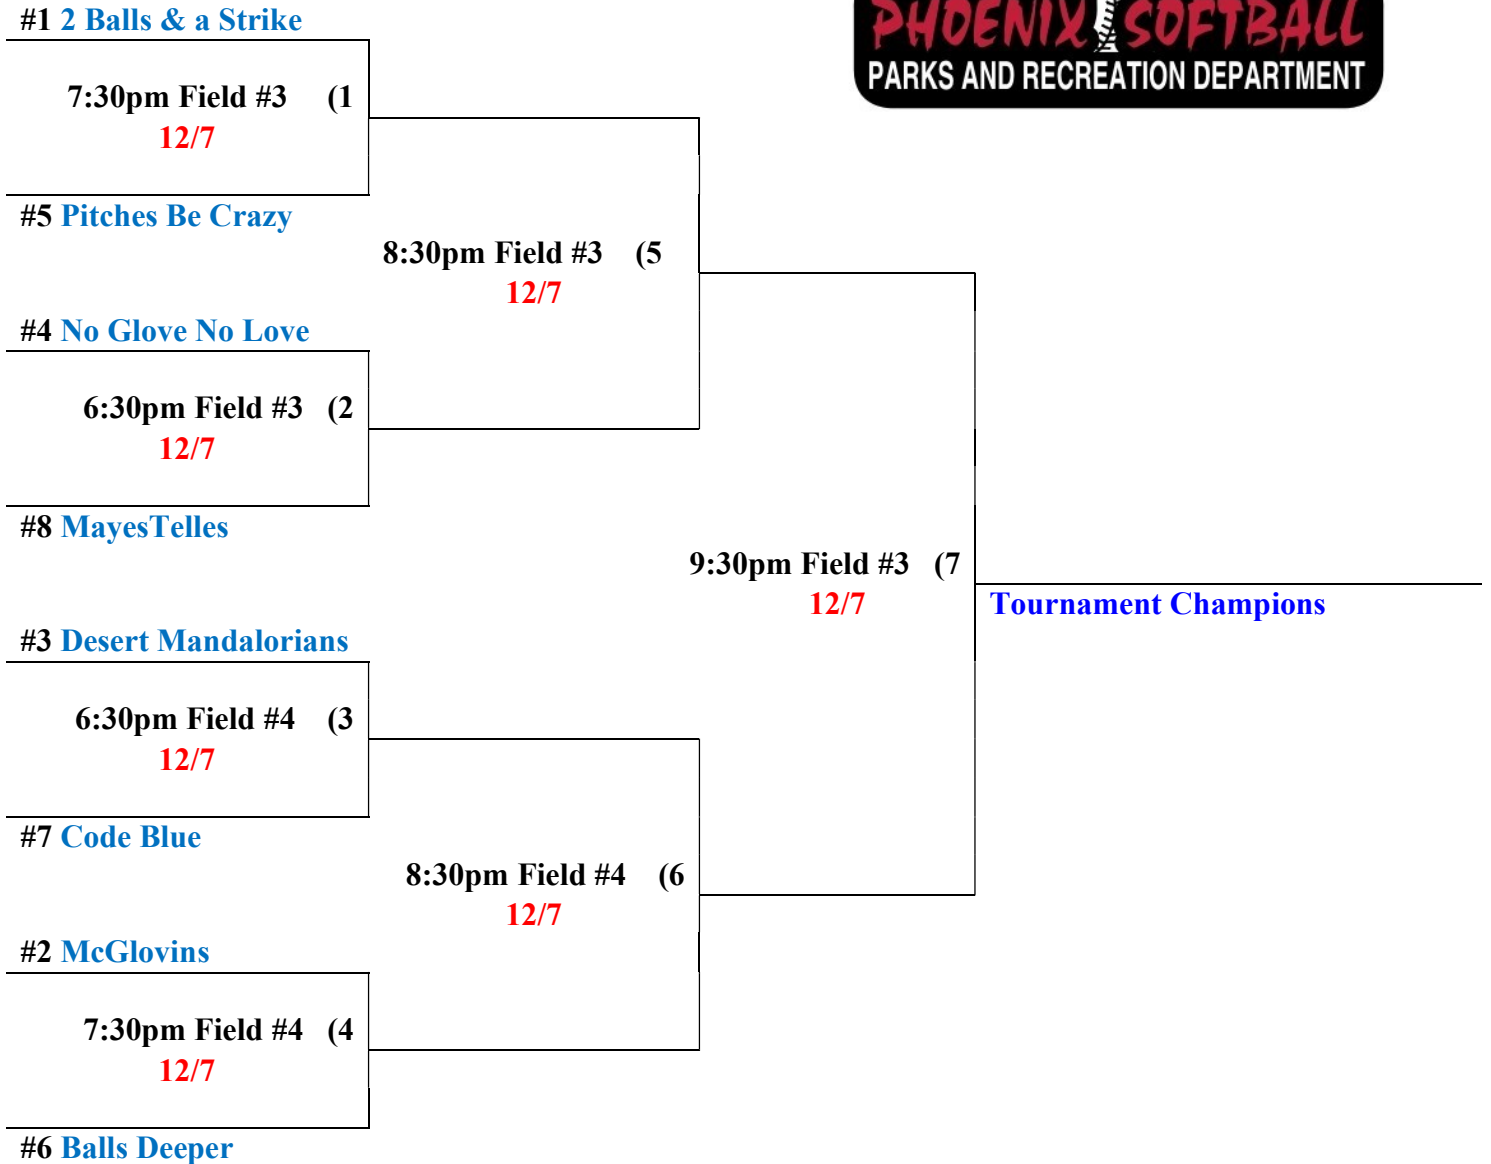 #1 2 Balls & a Strike
PHOENIX SOFTBALL
PARKS AND RECREATION DEPARTMENT
7:30pm Field #3 (1
12/7
#5 Pitches Be Crazy
8:30pm Field #3 (5
12/7
#4 No Glove No Love
6:30pm Field #3 (2
12/7
#8 MayesTelles
9:30pm Field #3 (7
12/7
Tournament Champions
#3 Desert Mandalorians
6:30pm Field #4 (3
12/7
#7 Code Blue
8:30pm Field #4 (6
12/7
#2 McGlovins
7:30pm Field #4 (4
12/7
#6 Balls Deeper